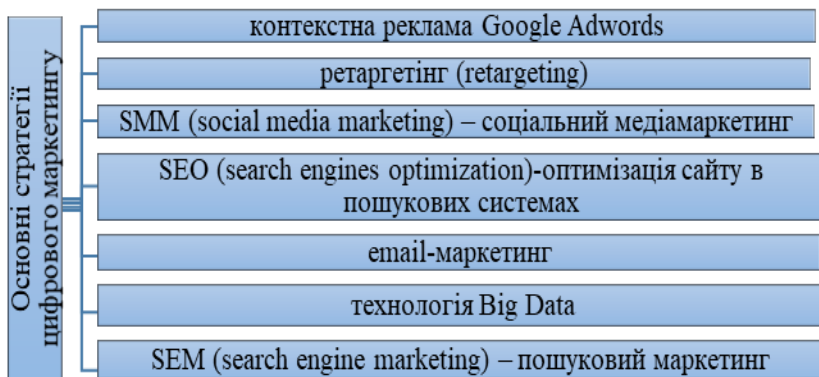 Основні стратегії
цифрового маркетингу
контекстна реклама Google Adwords
ретаргетінг (retargeting)
SMM (social media marketing) – соціальний медіамаркетинг
SEO (search engines optimization)-оптимізація сайту в
пошукових системах
email-маркетинг
технологія Big Data
SEM (search engine marketing) – пошуковий маркетинг